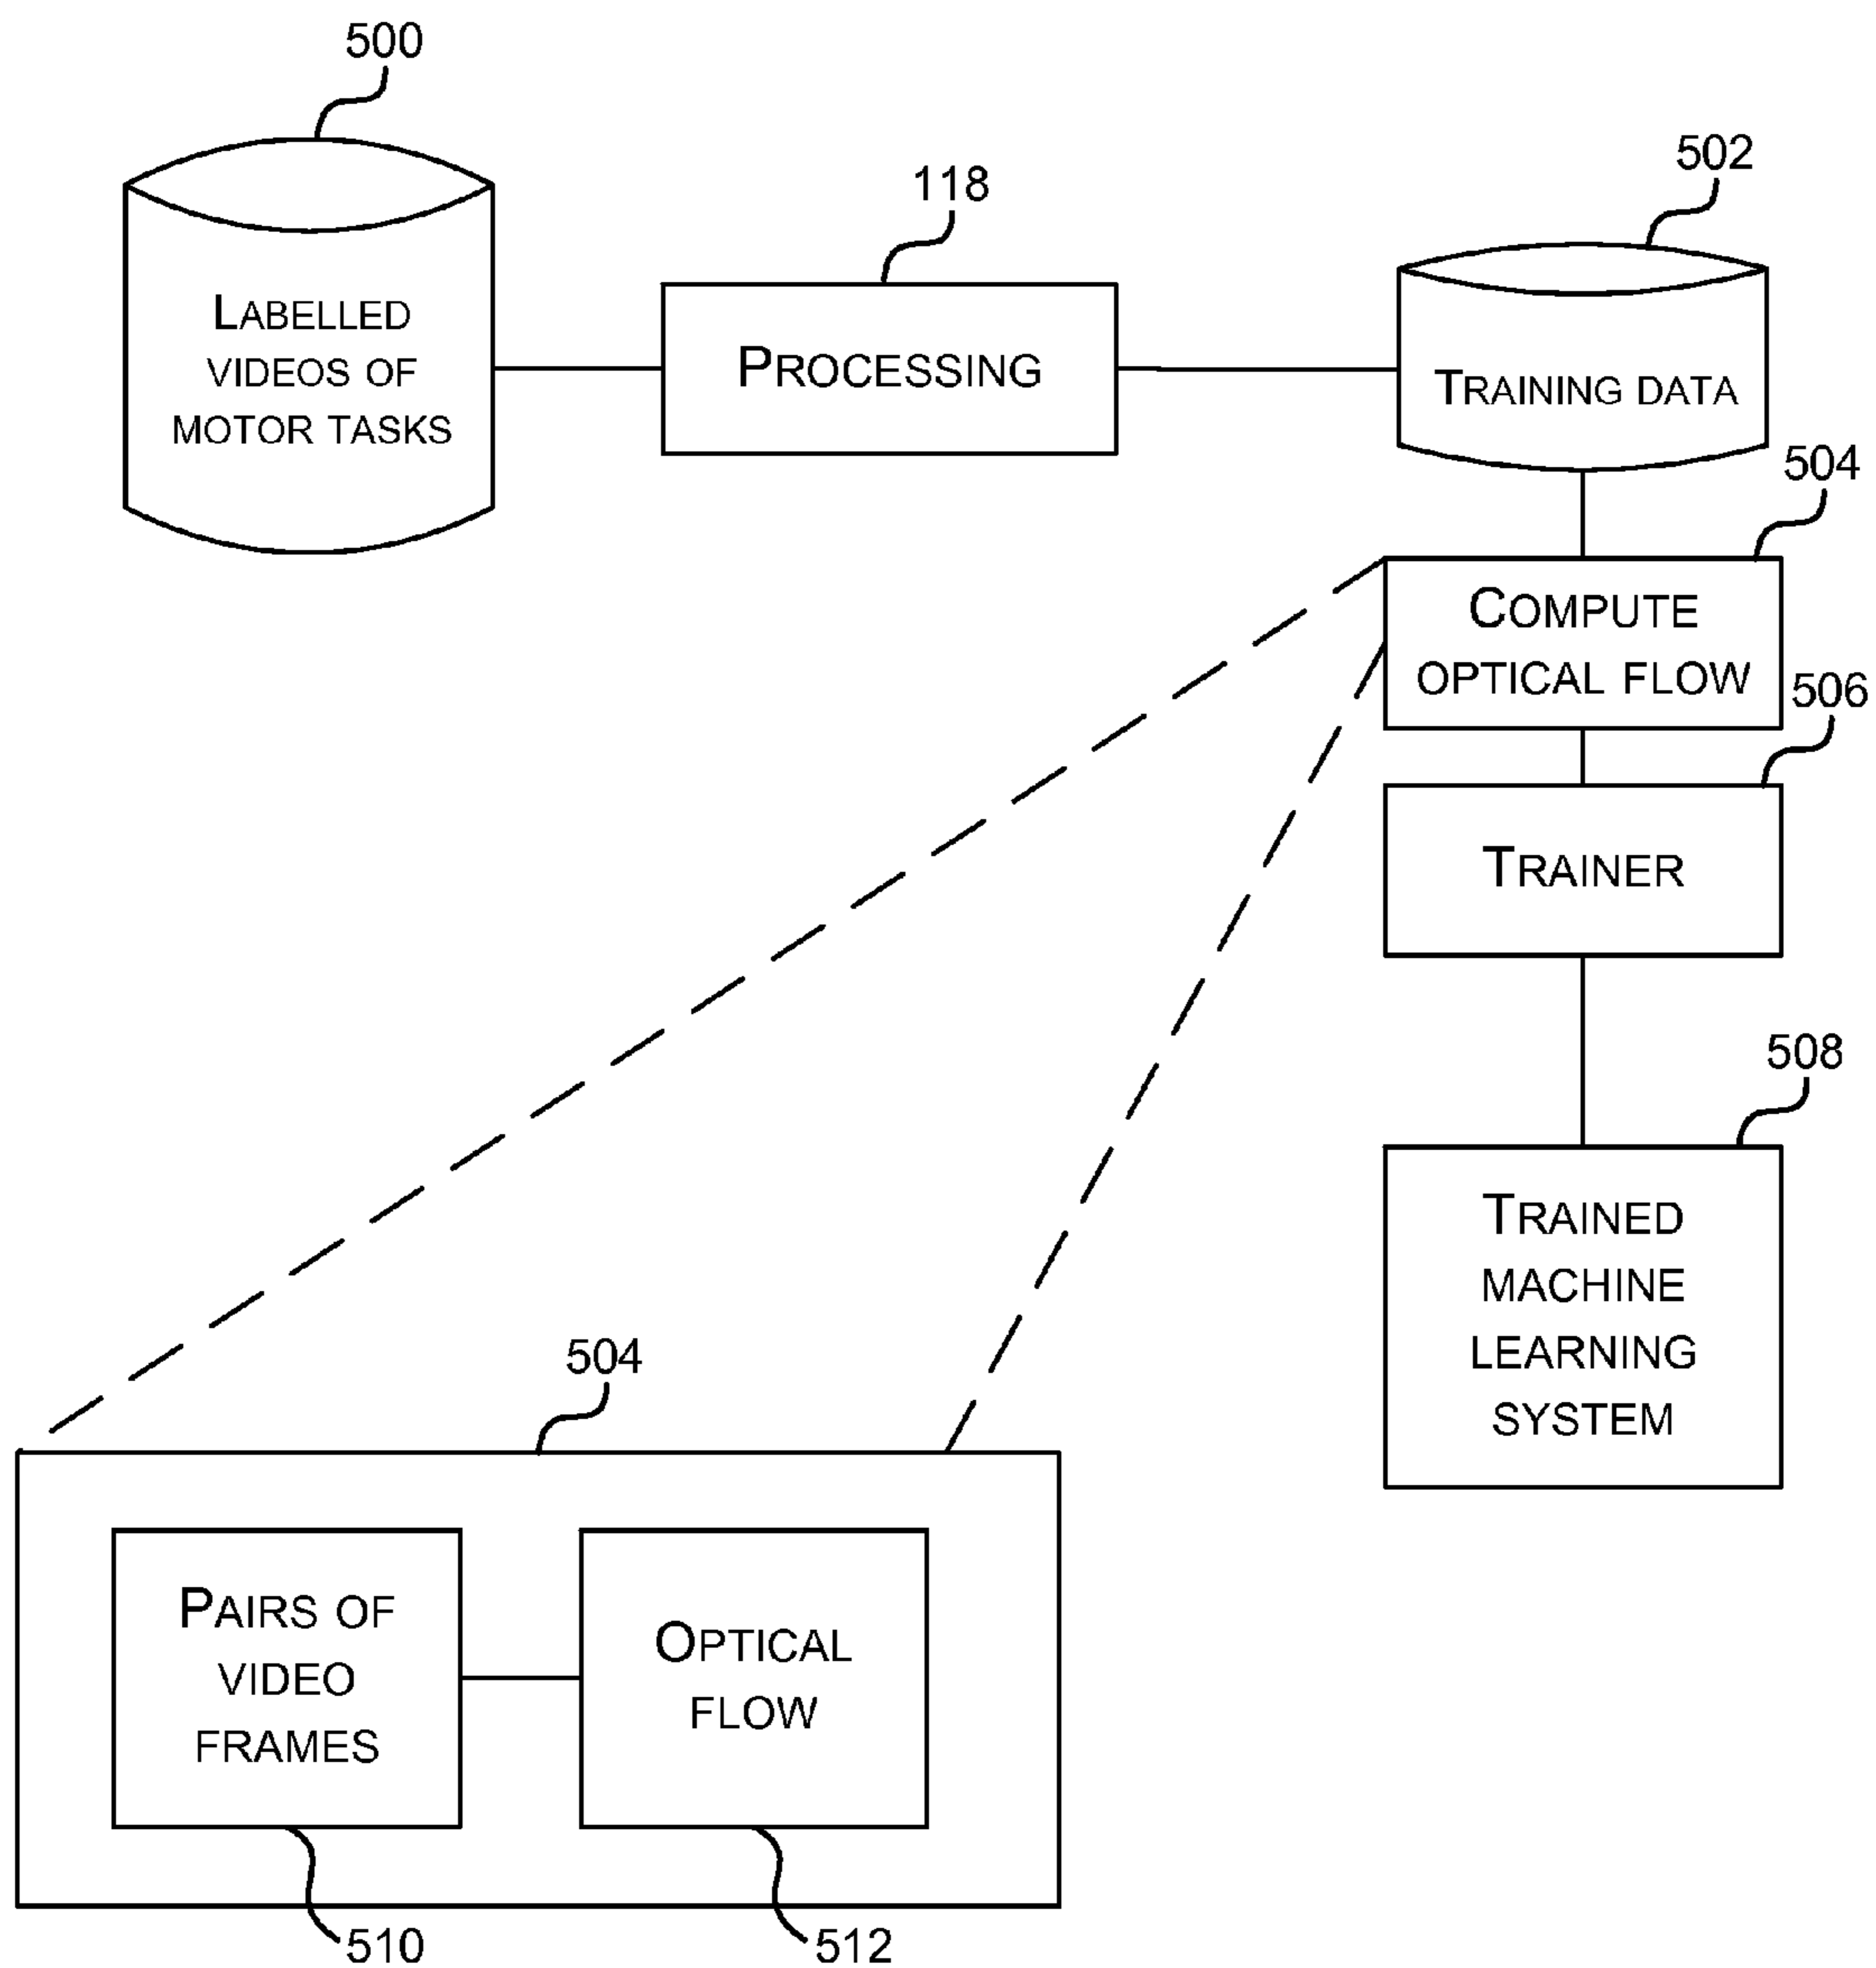 500
LABELLED
VIDEOS OF
MOTOR TASKS
118
PROCESSING
502
TRAINING DATA
504
COMPUTE
OPTICAL FLOW
506
TRAINER
508
TRAINED
MACHINE
LEARNING
SYSTEM
504
PAIRS OF
VIDEO
FRAMES
OPTICAL
FLOW
510
512